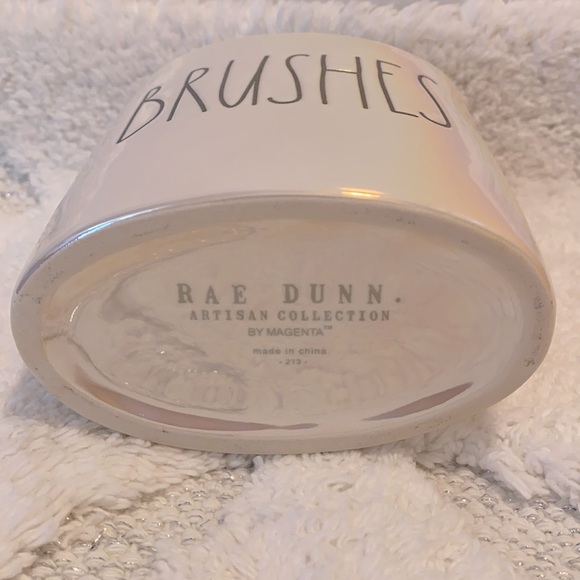 BRUSHES
RAE DUNN.
ARTISAN COLLECTION
BY MAGENTA™
made in china
- 213 -